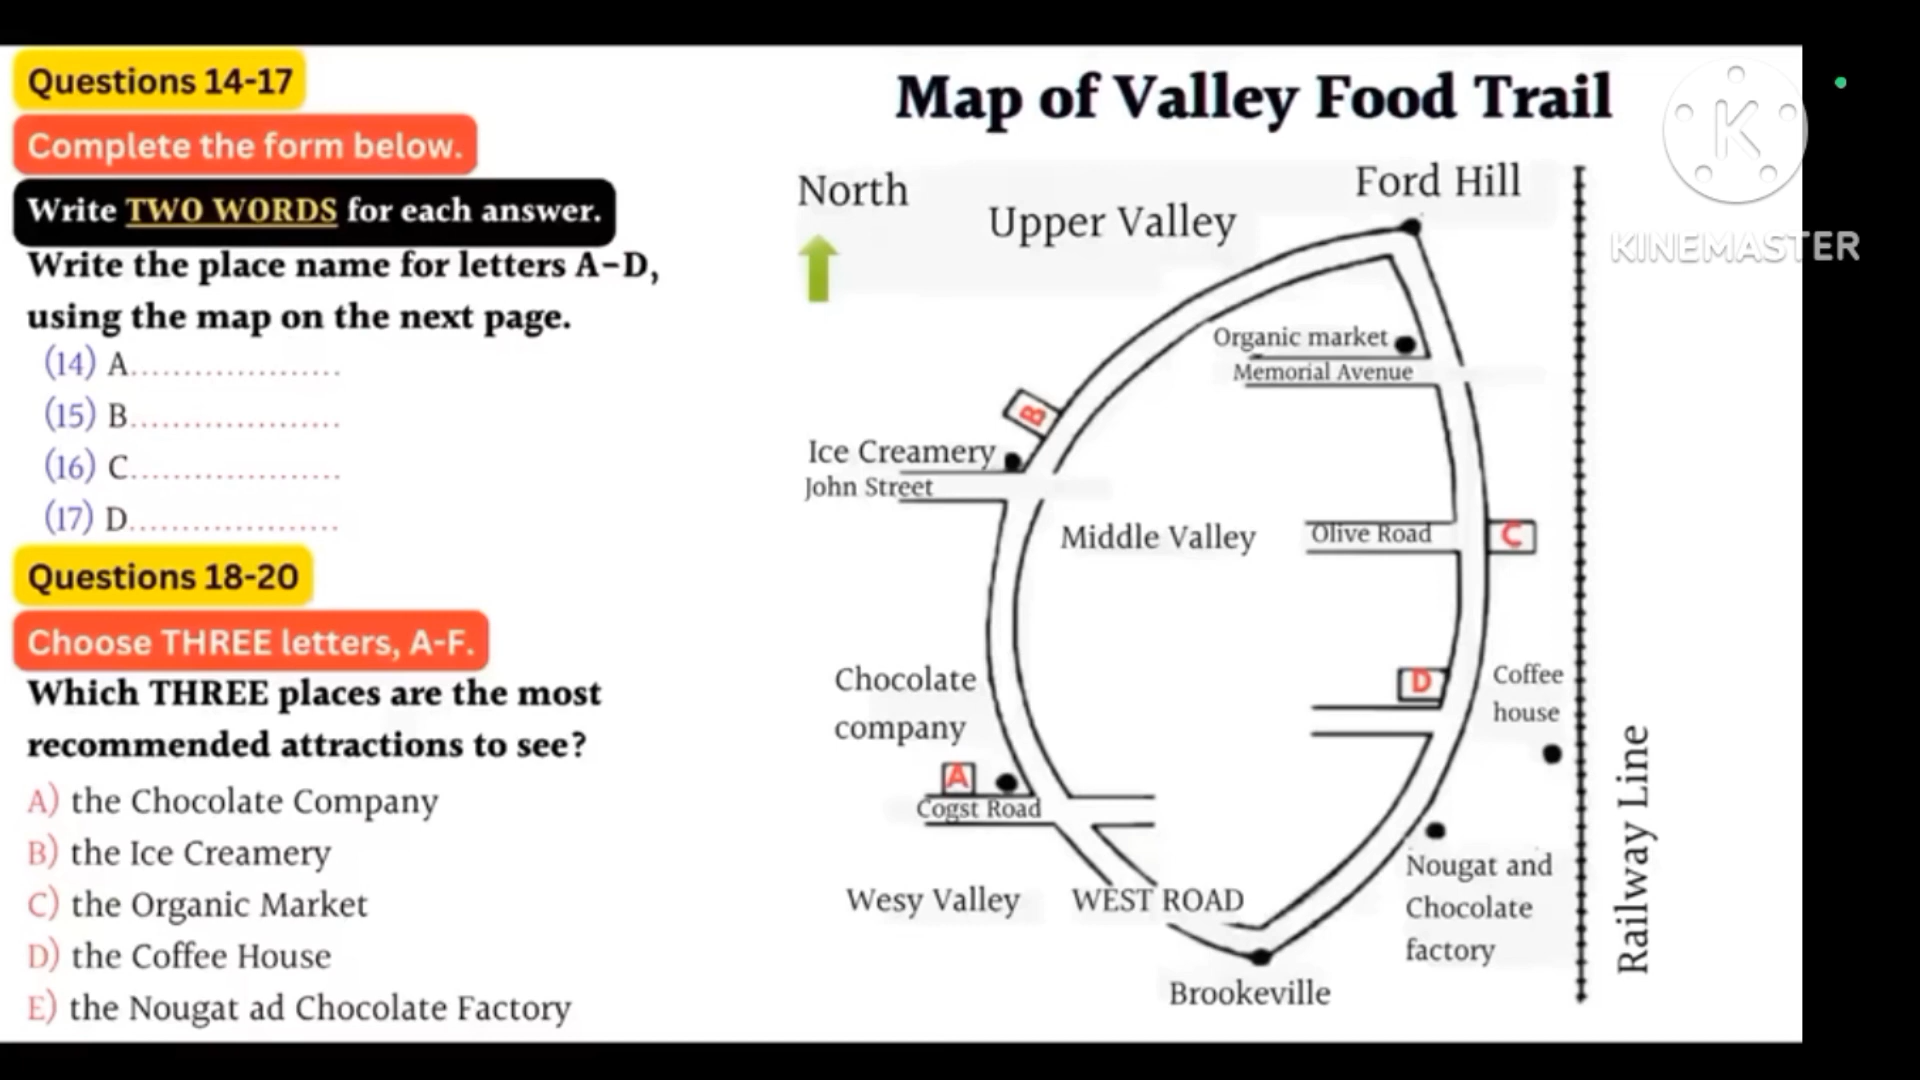 Questions 14-17
Complete the form below.
Write TWO WORDS for each answer.
Write the place name for letters A-D,
using the map on the next page.
(14) A.....................
(15) B.....................
(16) C.....................
(17) D.....................
Questions 18-20
Choose THREE letters, A-F.
Which THREE places are the most
recommended attractions to see?
A) the Chocolate Company
B) the Ice Creamery
C) the Organic Market
D) the Coffee House
E) the Nougat ad Chocolate Factory
Map of Valley Food Trail
North
Ford Hill
Upper Valley
Organic market
Memorial Avenue
B
Ice Creamery
John Street
Middle Valley
Olive Road
C
Chocolate
company
D
Coffee
house
A
Cogst Road
Wesy Valley
WEST ROAD
Nougat and
Chocolate
factory
Brookeville
Railway Line
K
KINEMASTER